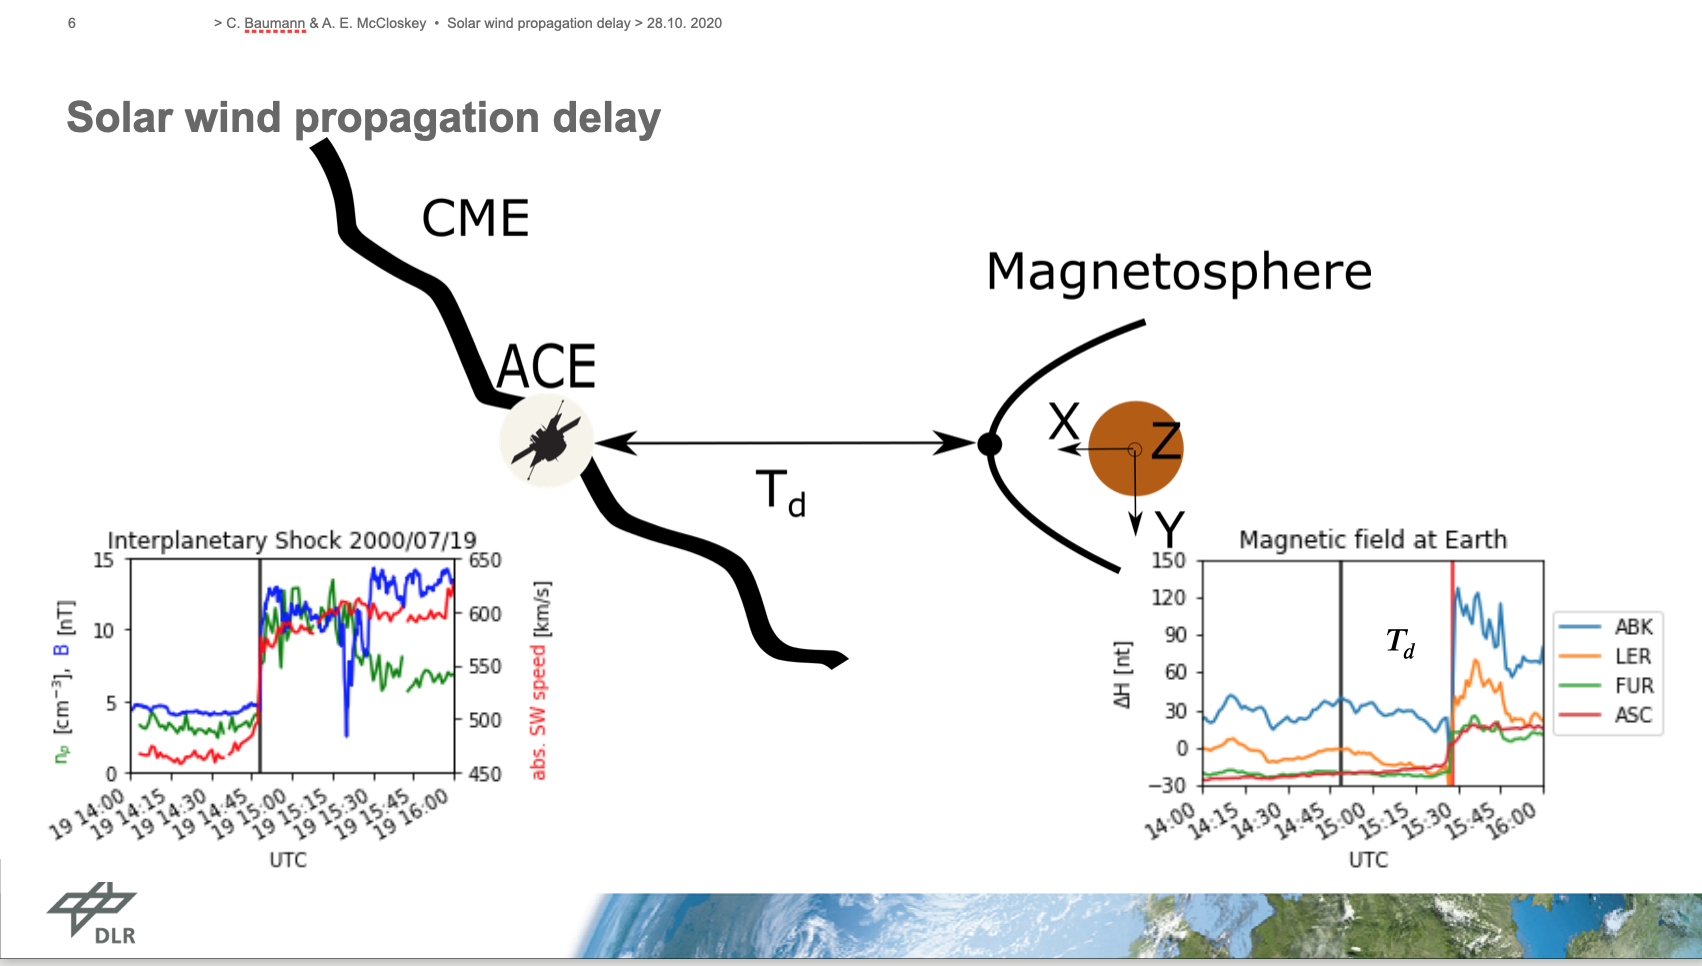 6
> C. Baumann & A. E. McCloskey • Solar wind propagation delay > 28.10. 2020
Solar wind propagation delay
CME
Magnetosphere
ACE
X
Z
T_d
Y
Interplanetary Shock 2000/07/19
15
10
5
0
n_p [cm⁻³], B [nT]
650
600
550
500
450
abs. SW speed [km/s]
19 14:00
19 14:15
19 14:30
19 14:45
19 15:00
19 15:15
19 15:30
19 15:45
19 16:00
UTC
Magnetic field at Earth
150
120
90
60
30
0
−30
ΔH [nt]
T_d
14:00
14:15
14:30
14:45
15:00
15:15
15:30
15:45
16:00
UTC
ABK
LER
FUR
ASC
DLR